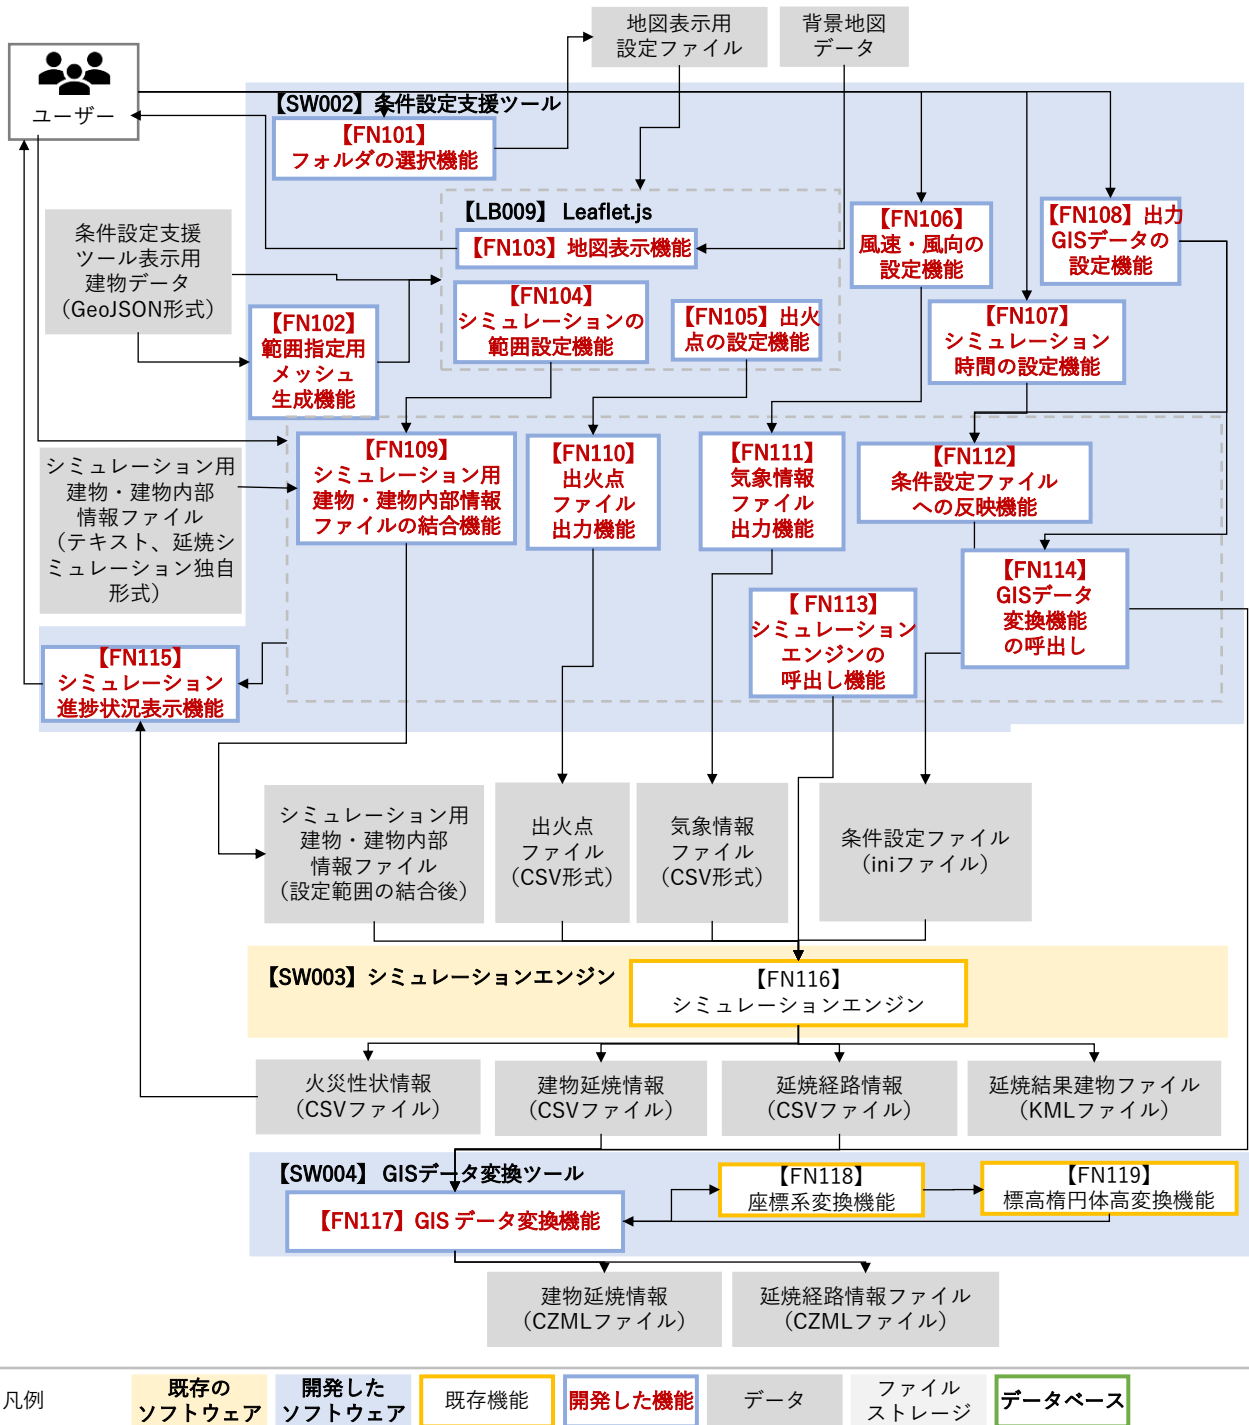 地図表示用
設定ファイル
背景地図
データ
ユーザー
【SW002】条件設定支援ツール
【FN101】
フォルダの選択機能
【LB009】 Leaflet.js
【FN103】地図表示機能
【FN106】
風速・風向の
設定機能
【FN108】出力
GISデータの
設定機能
条件設定支援
ツール表示用
建物データ
(GeoJSON形式)
【FN102】
範囲指定用
メッシュ
生成機能
【FN104】
シミュレーションの
範囲設定機能
【FN105】出火
点の設定機能
【FN107】
シミュレーション
時間の設定機能
シミュレーション用
建物・建物内部
情報ファイル
（テキスト、延焼シ
ミュレーション独自
形式）
【FN109】
シミュレーション用
建物・建物内部情報
ファイルの結合機能
【FN110】
出火点
ファイル
出力機能
【FN111】
気象情報
ファイル
出力機能
【FN112】
条件設定ファイル
への反映機能
【FN114】
GISデータ
変換機能
の呼出し
【 FN113】
シミュレーション
エンジンの
呼出し機能
【FN115】
シミュレーション
進捗状況表示機能
シミュレーション用
建物・建物内部
情報ファイル
（設定範囲の結合後）
出火点
ファイル
（CSV形式）
気象情報
ファイル
（CSV形式）
条件設定ファイル
（iniファイル）
【SW003】シミュレーションエンジン
【FN116】
シミュレーションエンジン
火災性状情報
（CSVファイル）
建物延焼情報
（CSVファイル）
延焼経路情報
（CSVファイル）
延焼結果建物ファイル
（KMLファイル）
【SW004】 GISデータ変換ツール
【FN117】GIS データ変換機能
【FN118】
座標系変換機能
【FN119】
標高楕円体高変換機能
建物延焼情報
（CZMLファイル）
延焼経路情報ファイル
（CZMLファイル）
凡例
既存の
ソフトウェア
開発した
ソフトウェア
既存機能
開発した機能
データ
ファイル
ストレージ
データベース